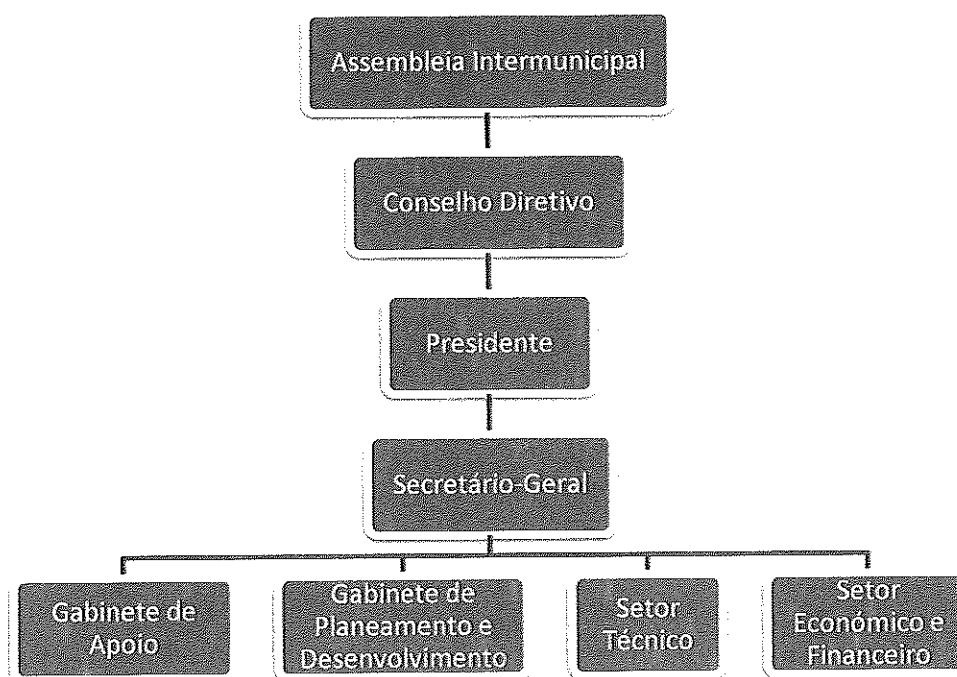 Assembleia Intermunicipal
Conselho Diretivo
Presidente
Secretário-Geral
Gabinete de
Apoio
Gabinete de
Planeamento e
Desenvolvimento
Setor
Técnico
Setor
Económico e
Financeiro